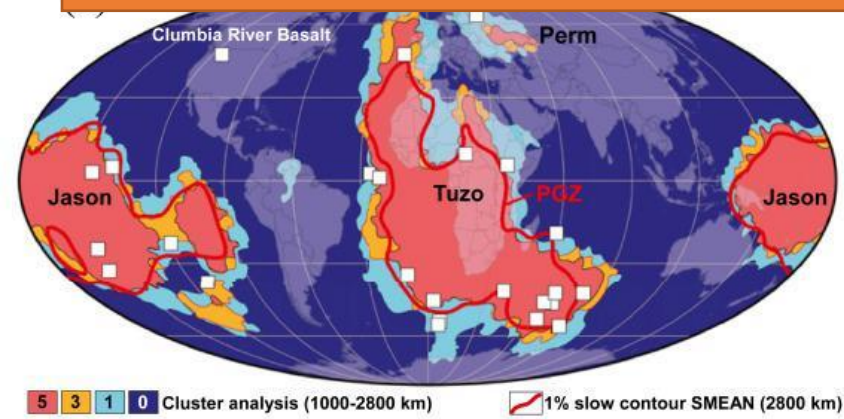 Clumbia River Basalt
Perm
Jason
Tuzo
PGZ
Jason
5 3 1 0 Cluster analysis (1000-2800 km)
1% slow contour SMEAN (2800 km)